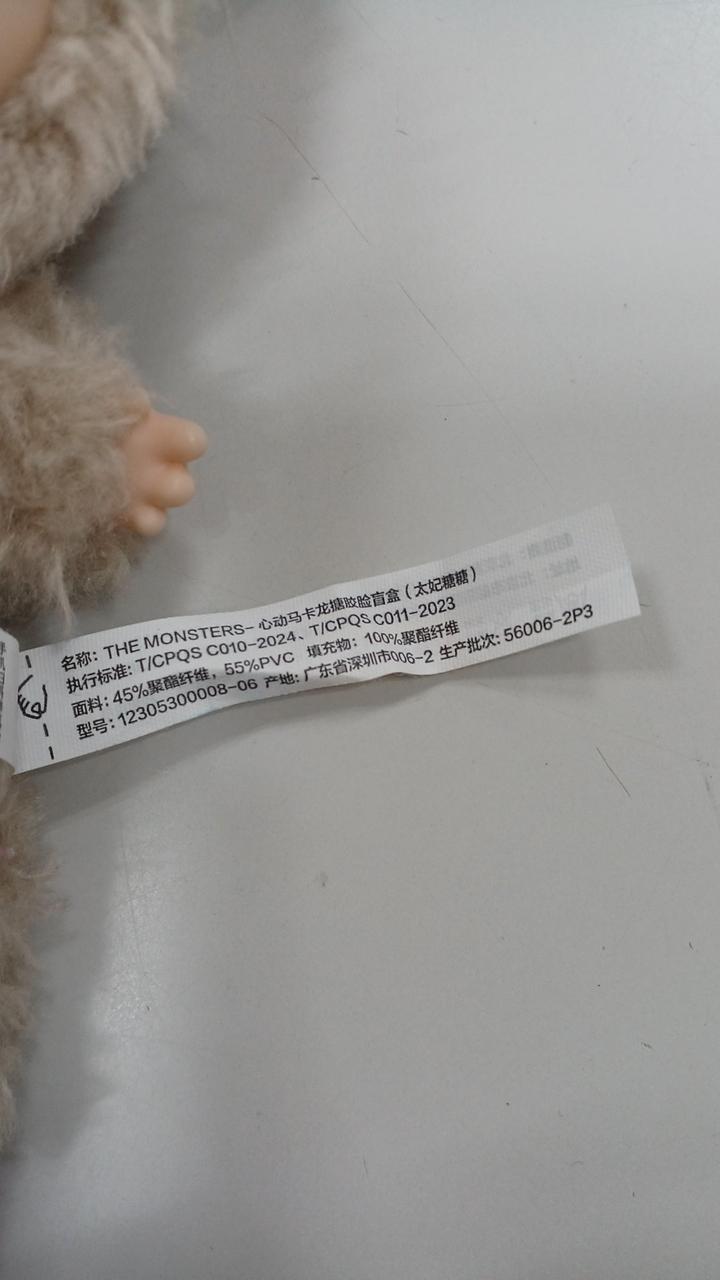 名称: THE MONSTERS- 心动马卡龙搪胶脸盲盒 ( 太妃糖糖 )
执行标准: T/CPQS C010-2024、T/CPQS C011-2023
面料: 45%聚酯纤维, 55%PVC 填充物: 100%聚酯纤维
型号: 12305300008-06 产地: 广东省深圳市006-2 生产批次: 56006-2P3